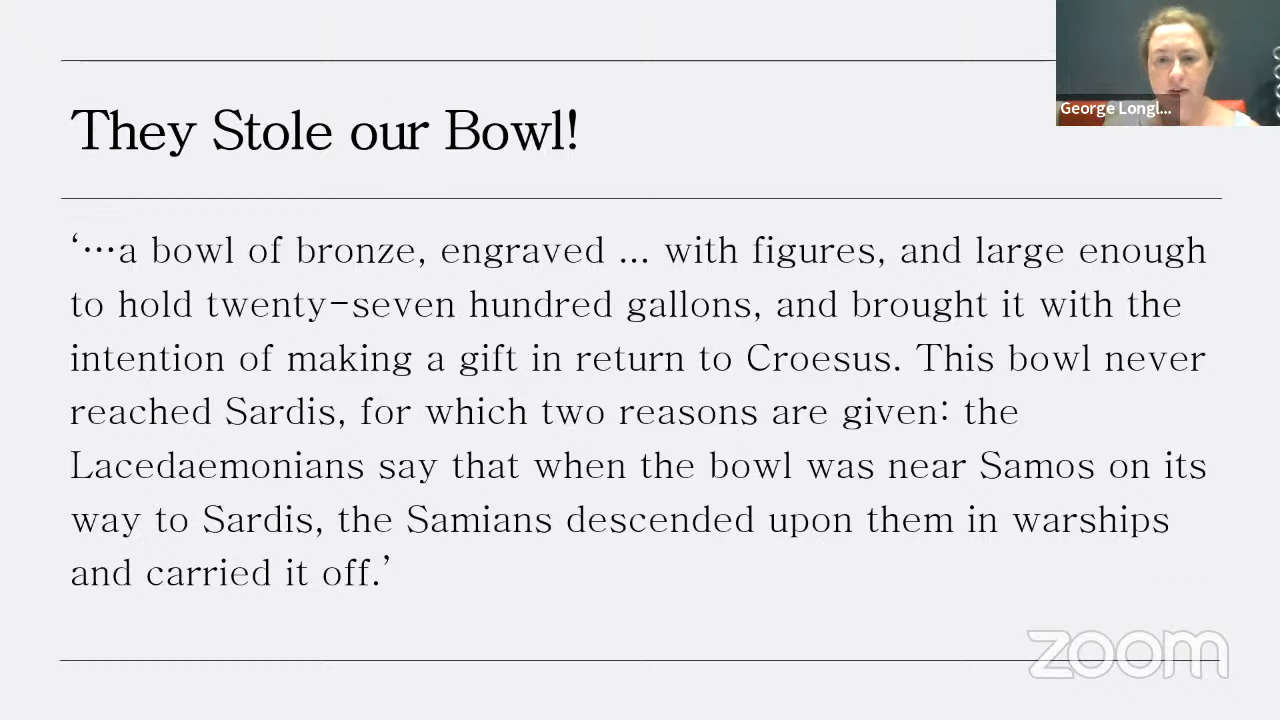 They Stole our Bowl!
George Longl...
‘…a bowl of bronze, engraved ... with figures, and large enough
to hold twenty-seven hundred gallons, and brought it with the
intention of making a gift in return to Croesus. This bowl never
reached Sardis, for which two reasons are given: the
Lacedaemonians say that when the bowl was near Samos on its
way to Sardis, the Samians descended upon them in warships
and carried it off.’
zoom